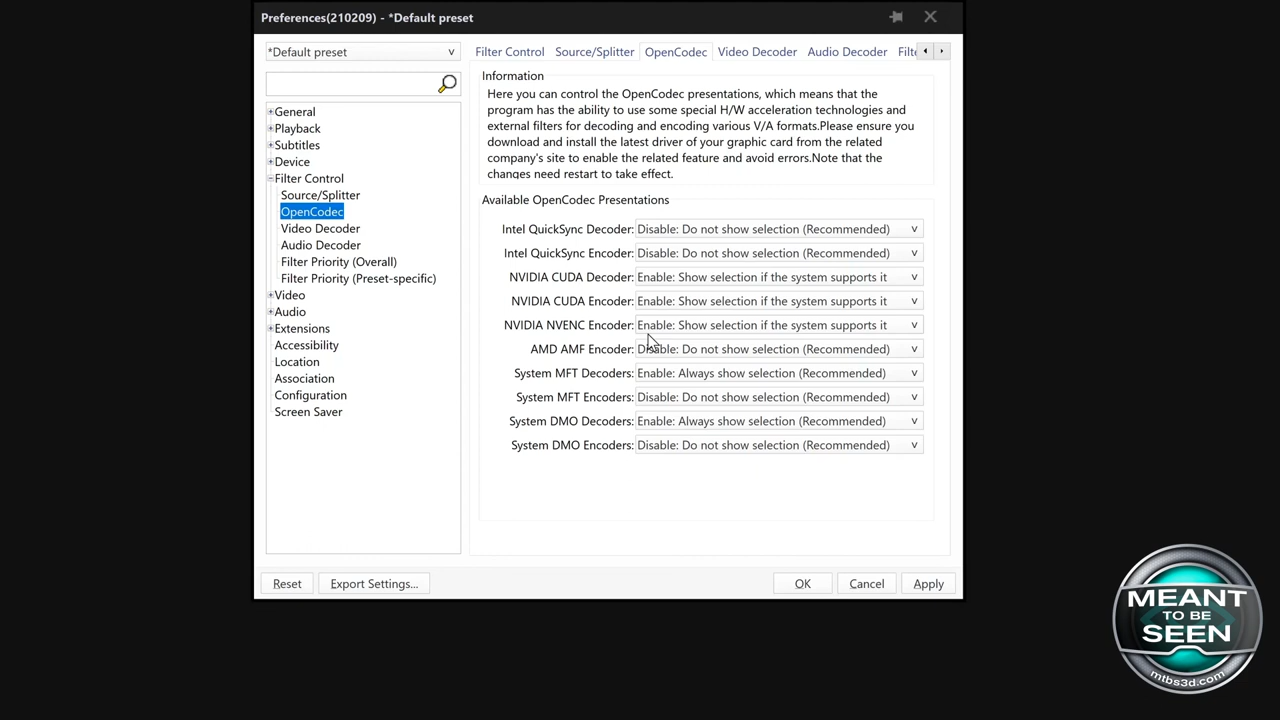 Preferences(210209) - *Default preset
*Default preset
General
Playback
Subtitles
Device
Filter Control
Source/Splitter
OpenCodec
Video Decoder
Audio Decoder
Filter Priority (Overall)
Filter Priority (Preset-specific)
Video
Audio
Extensions
Accessibility
Location
Association
Configuration
Screen Saver
Filter Control Source/Splitter OpenCodec Video Decoder Audio Decoder Filte
Information
Here you can control the OpenCodec presentations, which means that the
program has the ability to use some special H/W acceleration technologies and
external filters for decoding and encoding various V/A formats.Please ensure you
download and install the latest driver of your graphic card from the related
company's site to enable the related feature and avoid errors.Note that the
changes need restart to take effect.
Available OpenCodec Presentations
Intel QuickSync Decoder: Disable: Do not show selection (Recommended)
Intel QuickSync Encoder: Disable: Do not show selection (Recommended)
NVIDIA CUDA Decoder: Enable: Show selection if the system supports it
NVIDIA CUDA Encoder: Enable: Show selection if the system supports it
NVIDIA NVENC Encoder: Enable: Show selection if the system supports it
AMD AMF Encoder: Disable: Do not show selection (Recommended)
System MFT Decoders: Enable: Always show selection (Recommended)
System MFT Encoders: Disable: Do not show selection (Recommended)
System DMO Decoders: Enable: Always show selection (Recommended)
System DMO Encoders: Disable: Do not show selection (Recommended)
Reset Export Settings... OK Cancel Apply
MEANT
TO BE
SEEN
mtbs3d.com